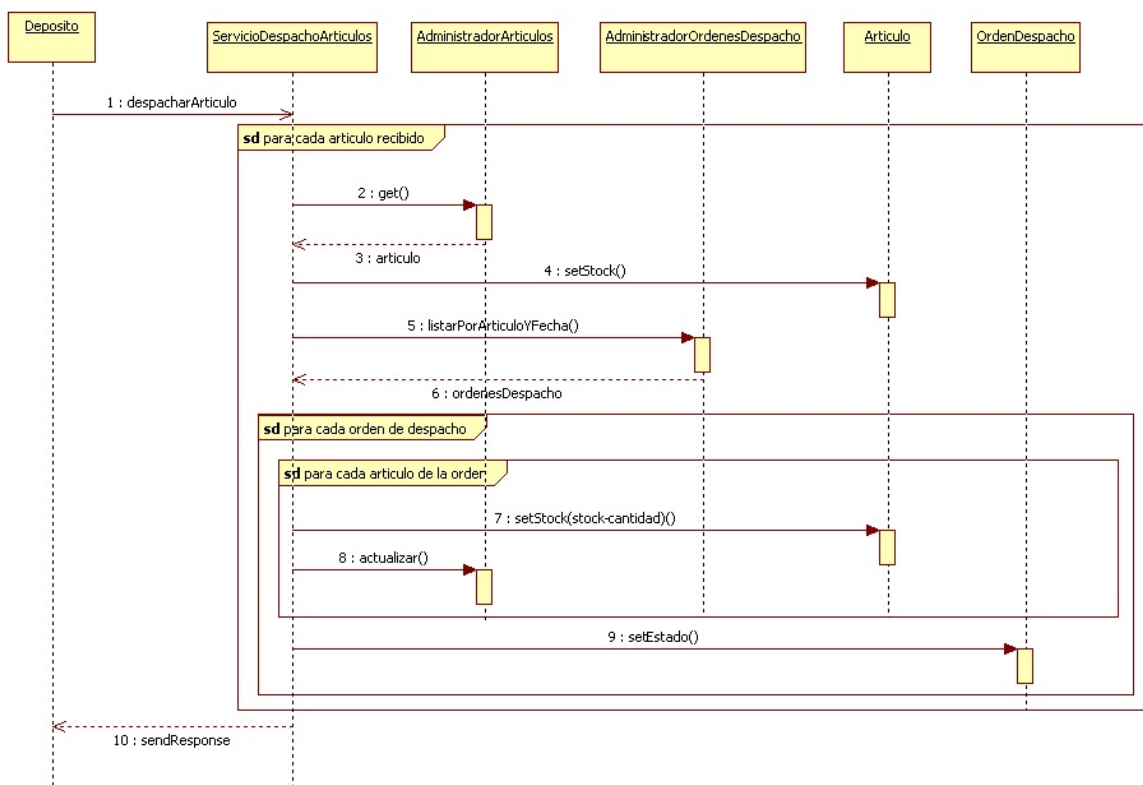 Deposito
ServicioDespachoArticulos
AdministradorArticulos
AdministradorOrdenesDespacho
Articulo
OrdenDespacho
1 : despacharArticulo
sd para cada articulo recibido
2 : get()
3 : articulo
4 : setStock()
5 : listarPorArticuloYFecha()
6 : ordenesDespacho
sd para cada orden de despacho
sd para cada articulo de la orden
7 : setStock(stock-cantidad)()
8 : actualizar()
9 : setEstado()
10 : sendResponse